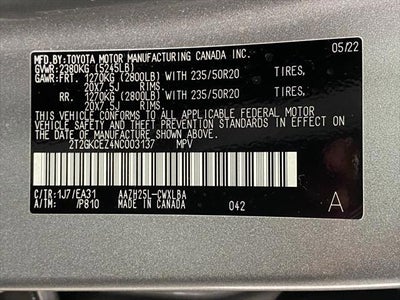 MFD.BY:TOYOTA MOTOR MANUFACTURING CANADA INC. 05/22
GVWR:2380KG (5245LB)
GAWR:FRT. 1270KG (2800LB) WITH 235/50R20 TIRES,
20X7.5J RIMS.
RR. 1270KG (2800LB) WITH 235/50R20 TIRES,
20X7.5J RIMS.
THIS VEHICLE CONFORMS TO ALL APPLICABLE FEDERAL MOTOR
VEHICLE SAFETY STANDARDS IN EFFECT ON
THE DATE OF MANUFACTURE SHOWN ABOVE.
2T2GKCEZ4NC003137 MPV
C/TR:1J7/EA31 AAZH25L-CWXLBA
A/TM: /P810 MADE IN CANADA 042 A